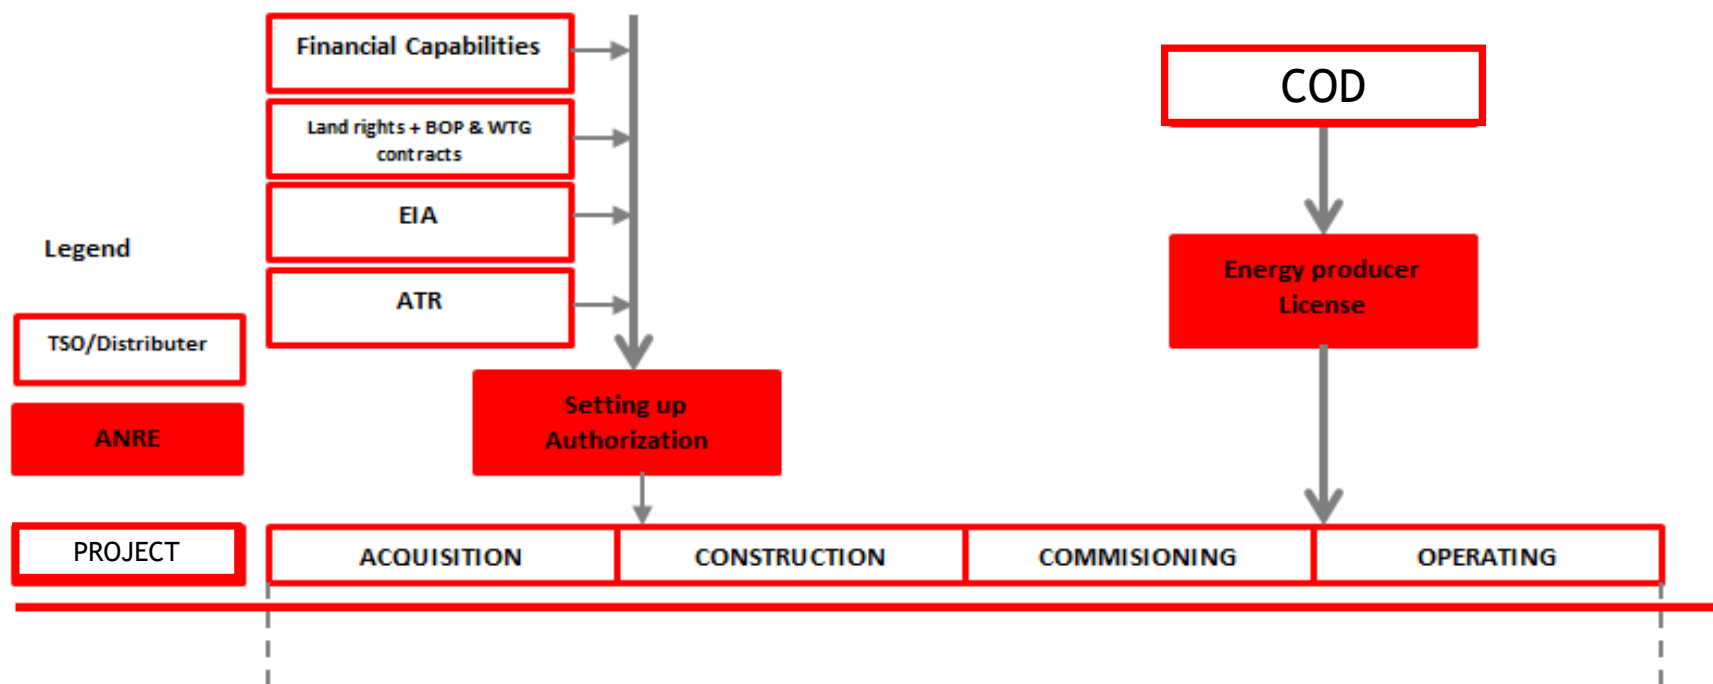 Financial Capabilities
Land rights + BOP & WTG
contracts
EIA
ATR
COD
Energy producer
License
Legend
TSO/Distributer
ANRE
Setting up
Authorization
PROJECT
ACQUISITION
CONSTRUCTION
COMMISIONING
OPERATING